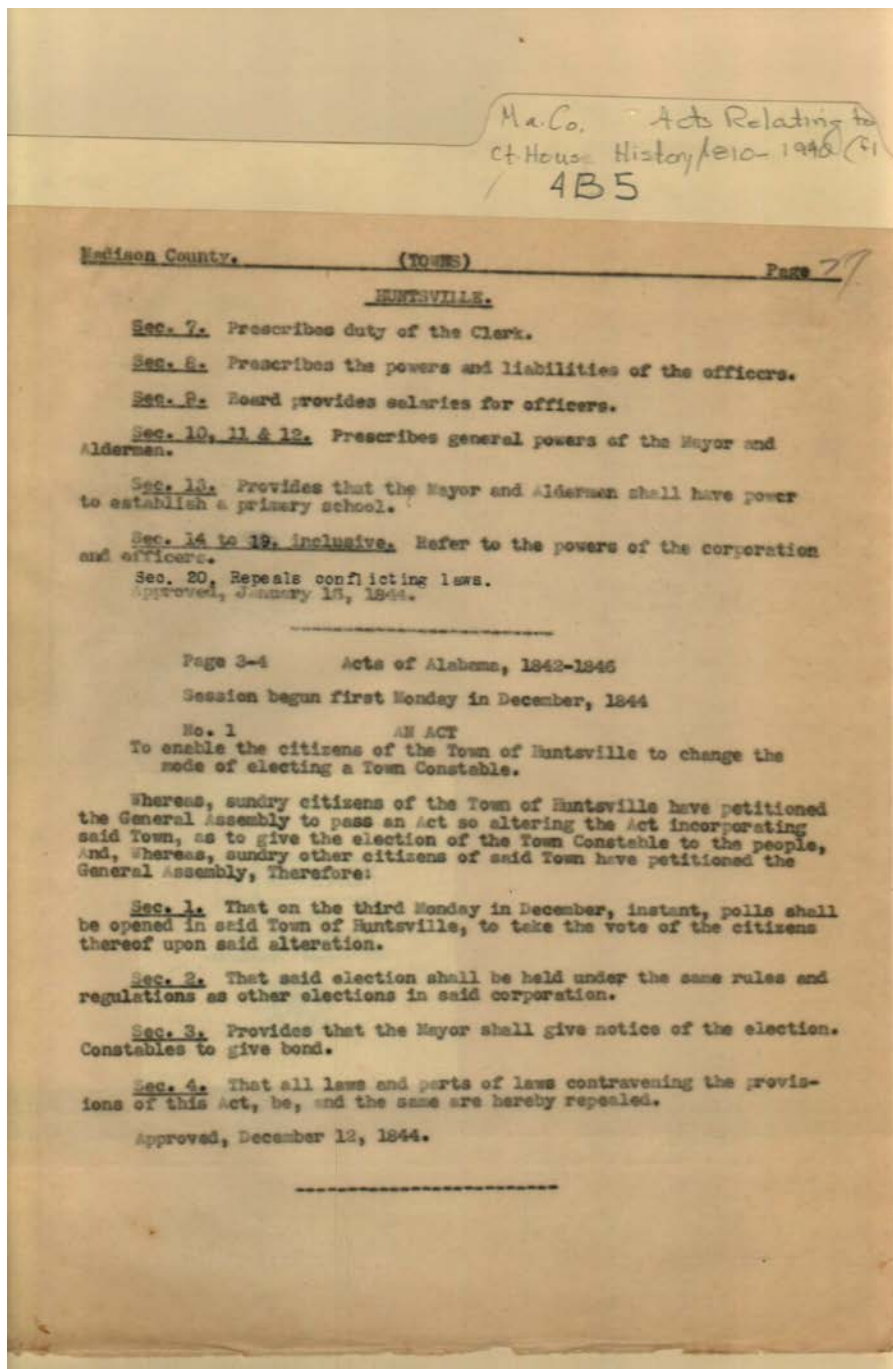 Ma.Co. Acts Relating to
Ct. House History 1810-1940 (f1
4B5
Madison County. (TOWNS) Page 27
HUNTSVILLE.
Sec. 7. Prescribes duty of the Clerk.
Sec. 8. Prescribes the powers and liabilities of the officers.
Sec. 9. Board provides salaries for officers.
Sec. 10, 11 & 12. Prescribes general powers of the Mayor and
Aldermen.
Sec. 13. Provides that the Mayor and Aldermen shall have power
to establish a primary school.
Sec. 14 to 19, inclusive. Refer to the powers of the corporation
and officers.
Sec. 20, Repeals conflicting laws.
Approved, January 15, 1844.
Page 3-4 Acts of Alabama, 1842-1846
Session begun first Monday in December, 1844
No. 1 AN ACT
To enable the citizens of the Town of Huntsville to change the
mode of electing a Town Constable.
Whereas, sundry citizens of the Town of Huntsville have petitioned
the General Assembly to pass an Act so altering the Act incorporating
said Town, as to give the election of the Town Constable to the people,
And, Whereas, sundry other citizens of said Town have petitioned the
General Assembly, Therefore:
Sec. 1. That on the third Monday in December, instant, polls shall
be opened in said Town of Huntsville, to take the vote of the citizens
thereof upon said alteration.
Sec. 2. That said election shall be held under the same rules and
regulations as other elections in said corporation.
Sec. 3. Provides that the Mayor shall give notice of the election.
Constables to give bond.
Sec. 4. That all laws and parts of laws contravening the provis-
ions of this Act, be, and the same are hereby repealed.
Approved, December 12, 1844.